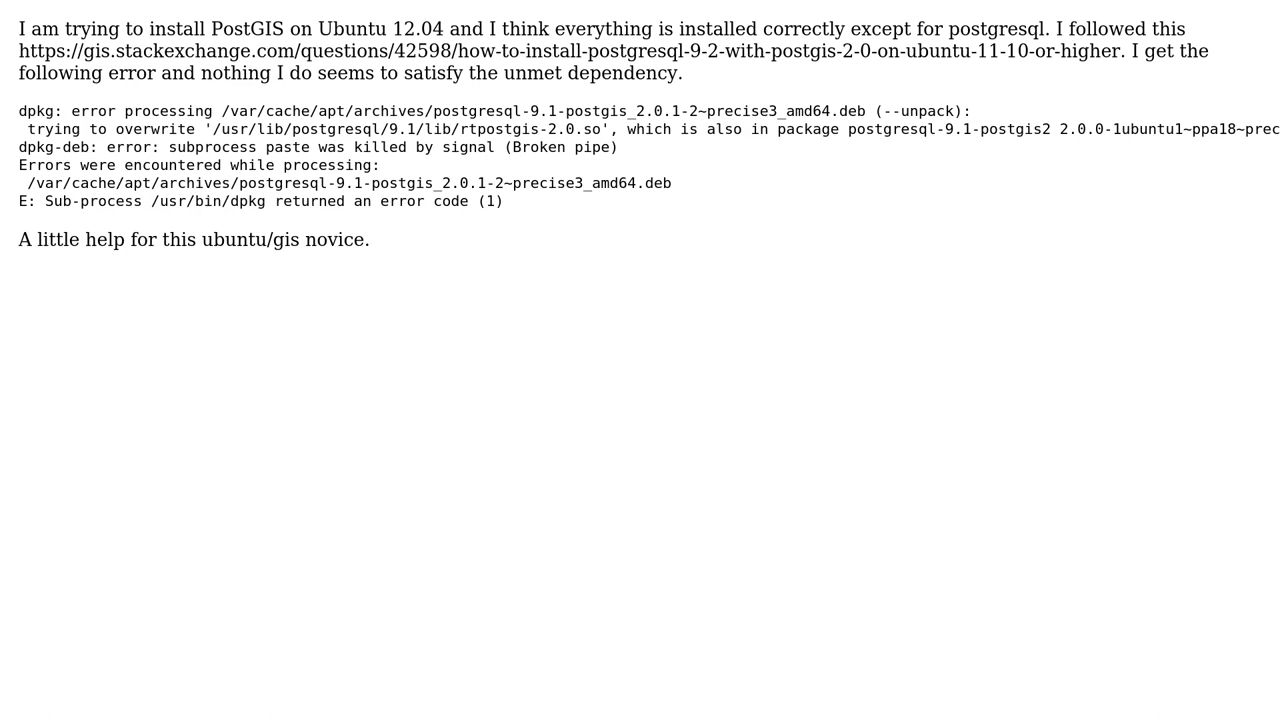 I am trying to install PostGIS on Ubuntu 12.04 and I think everything is installed correctly except for postgresql. I followed this
https://gis.stackexchange.com/questions/42598/how-to-install-postgresql-9-2-with-postgis-2-0-on-ubuntu-11-10-or-higher. I get the
following error and nothing I do seems to satisfy the unmet dependency.
dpkg: error processing /var/cache/apt/archives/postgresql-9.1-postgis_2.0.1-2~precise3_amd64.deb (--unpack):
trying to overwrite '/usr/lib/postgresql/9.1/lib/rtpostgis-2.0.so', which is also in package postgresql-9.1-postgis2 2.0.0-1ubuntu1~ppa18~prec
dpkg-deb: error: subprocess paste was killed by signal (Broken pipe)
Errors were encountered while processing:
/var/cache/apt/archives/postgresql-9.1-postgis_2.0.1-2~precise3_amd64.deb
E: Sub-process /usr/bin/dpkg returned an error code (1)
A little help for this ubuntu/gis novice.